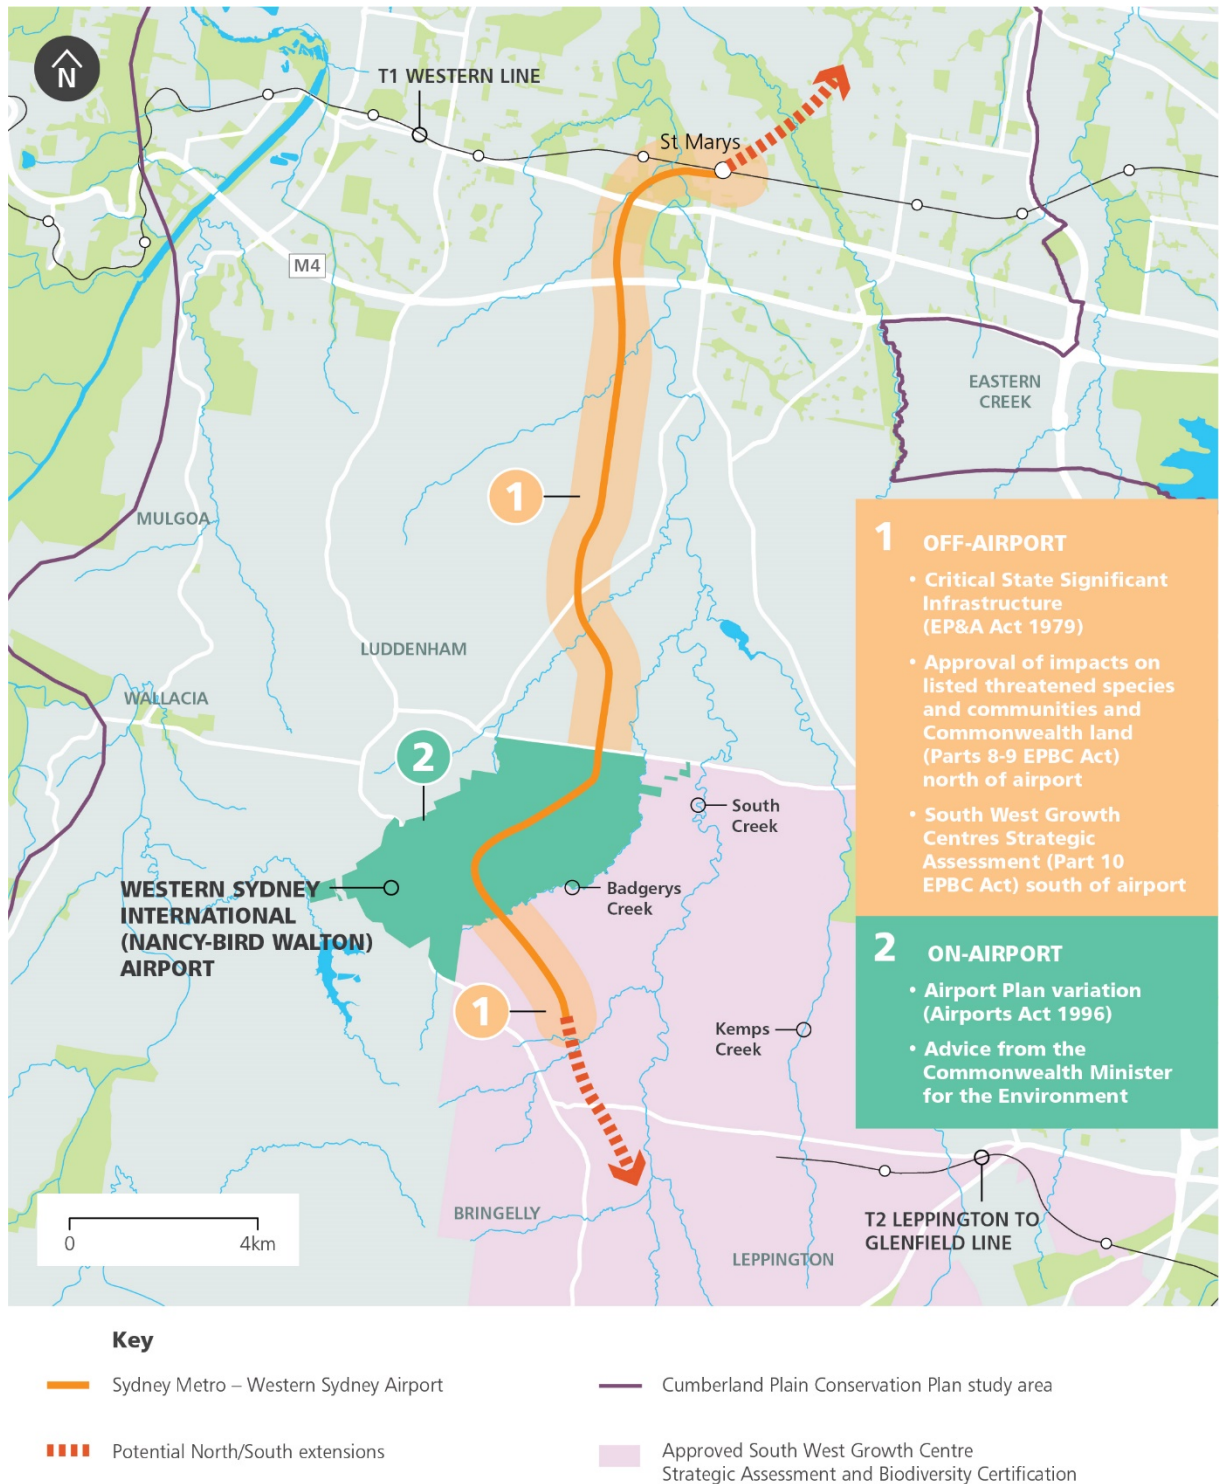 N
T1 WESTERN LINE
St Marys
M4
EASTERN
CREEK
1
MULGOA
LUDDENHAM
WALLACIA
2
South
Creek
WESTERN SYDNEY
INTERNATIONAL
(NANCY-BIRD WALTON)
AIRPORT
Badgerys
Creek
1
Kemps
Creek
BRINGELLY
LEPPINGTON
T2 LEPPINGTON TO
GLENFIELD LINE
0 4km
1 OFF-AIRPORT
• Critical State Significant
Infrastructure
(EP&A Act 1979)
• Approval of impacts on
listed threatened species
and communities and
Commonwealth land
(Parts 8-9 EPBC Act)
north of airport
• South West Growth
Centres Strategic
Assessment (Part 10
EPBC Act) south of airport
2 ON-AIRPORT
• Airport Plan variation
(Airports Act 1996)
• Advice from the
Commonwealth Minister
for the Environment
Key
Sydney Metro – Western Sydney Airport
Potential North/South extensions
Cumberland Plain Conservation Plan study area
Approved South West Growth Centre
Strategic Assessment and Biodiversity Certification